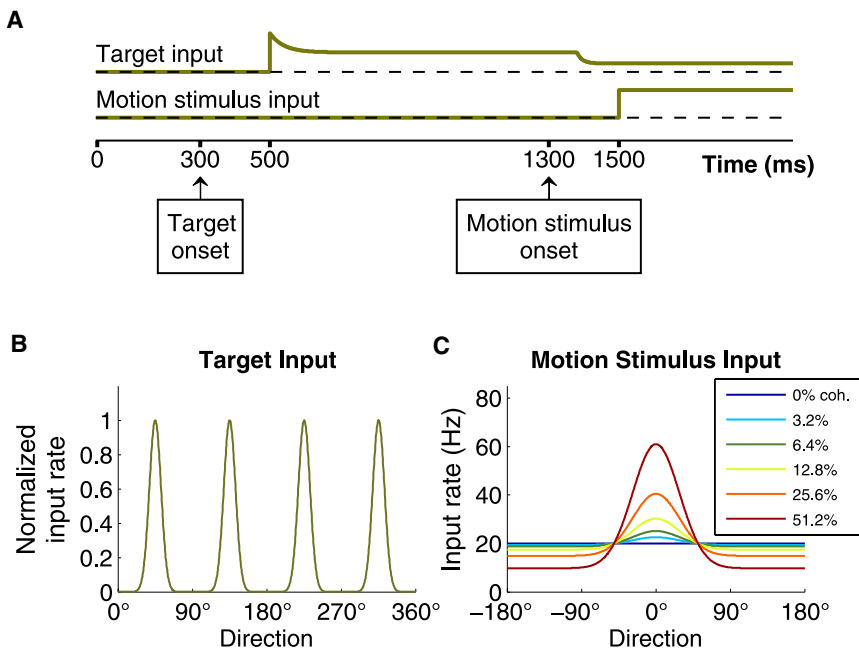 A
Target input
Motion stimulus input
0
300
500
1300
1500
Time (ms)
Target
onset
Motion stimulus
onset
B
Target Input
Normalized
input rate
1
0.8
0.6
0.4
0.2
0
0°
90°
180°
270°
360°
Direction
C
Motion Stimulus Input
Input rate (Hz)
80
60
40
20
0
−180°
−90°
0°
90°
180°
Direction
0% coh.
3.2%
6.4%
12.8%
25.6%
51.2%